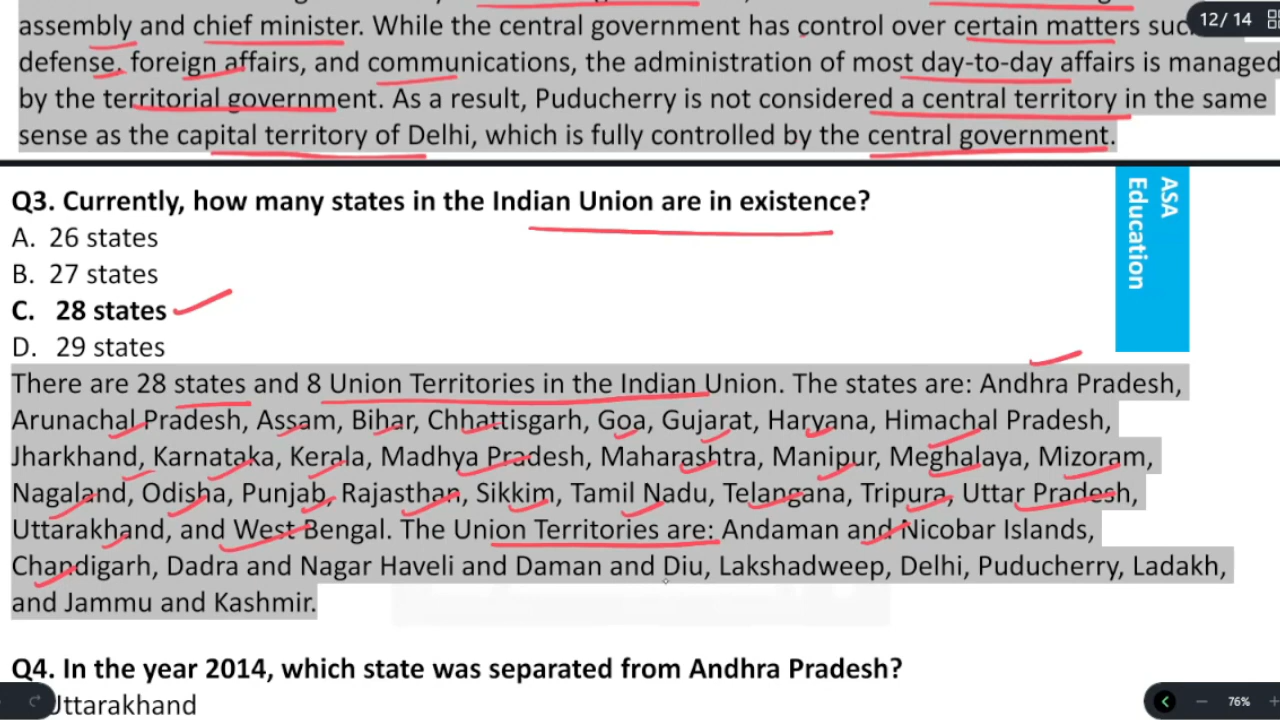 assembly and chief minister. While the central government has control over certain matters
12/ 14
defense, foreign affairs, and communications, the administration of most day-to-day affairs is managed
by the territorial government. As a result, Puducherry is not considered a central territory in the same
sense as the capital territory of Delhi, which is fully controlled by the central government.
Q3. Currently, how many states in the Indian Union are in existence?
A. 26 states
B. 27 states
C. 28 states
D. 29 states
ASA
Education
There are 28 states and 8 Union Territories in the Indian Union. The states are: Andhra Pradesh,
Arunachal Pradesh, Assam, Bihar, Chhattisgarh, Goa, Gujarat, Haryana, Himachal Pradesh,
Jharkhand, Karnataka, Kerala, Madhya Pradesh, Maharashtra, Manipur, Meghalaya, Mizoram,
Nagaland, Odisha, Punjab, Rajasthan, Sikkim, Tamil Nadu, Telangana, Tripura, Uttar Pradesh,
Uttarakhand, and West Bengal. The Union Territories are: Andaman and Nicobar Islands,
Chandigarh, Dadra and Nagar Haveli and Daman and Diu, Lakshadweep, Delhi, Puducherry, Ladakh,
and Jammu and Kashmir.
Q4. In the year 2014, which state was separated from Andhra Pradesh?
Uttarakhand
76%